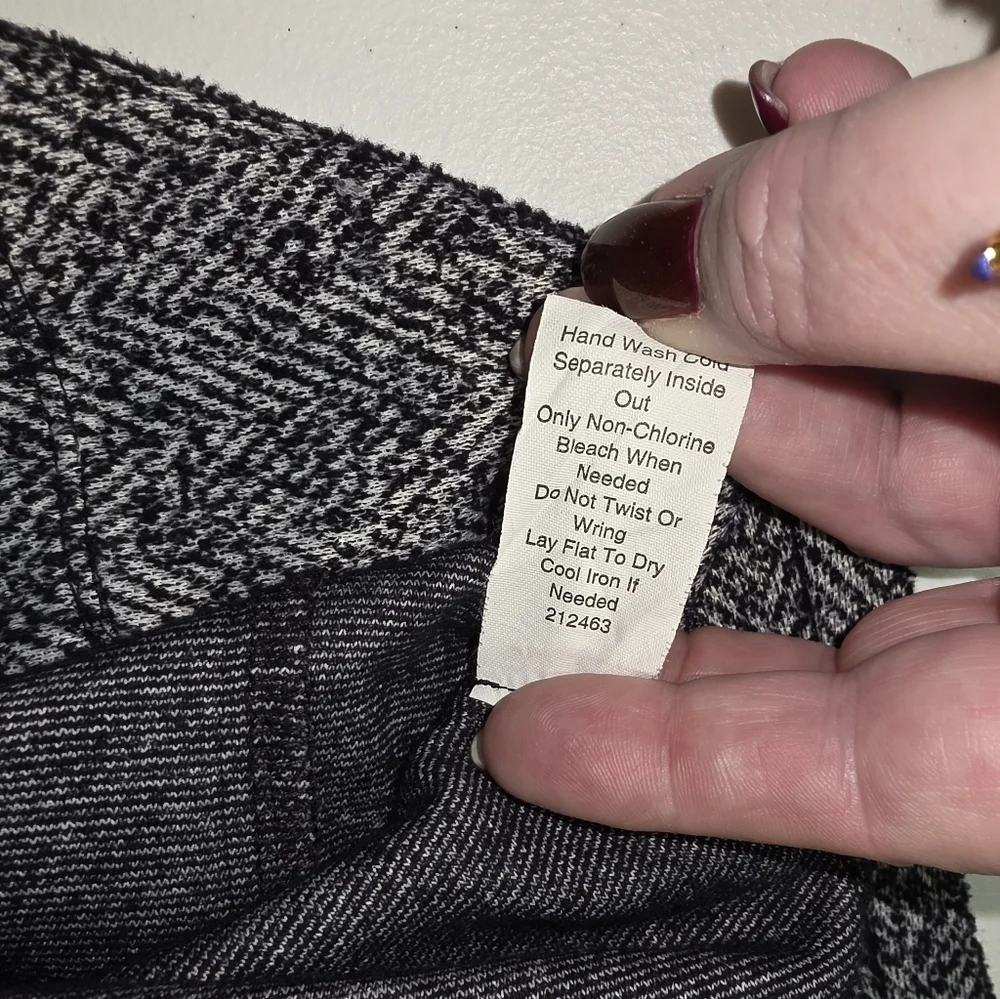 Hand Wash Cold
Separately Inside
Out
Only Non-Chlorine
Bleach When
Needed
Do Not Twist Or
Wring
Lay Flat To Dry
Cool Iron If
Needed
212463